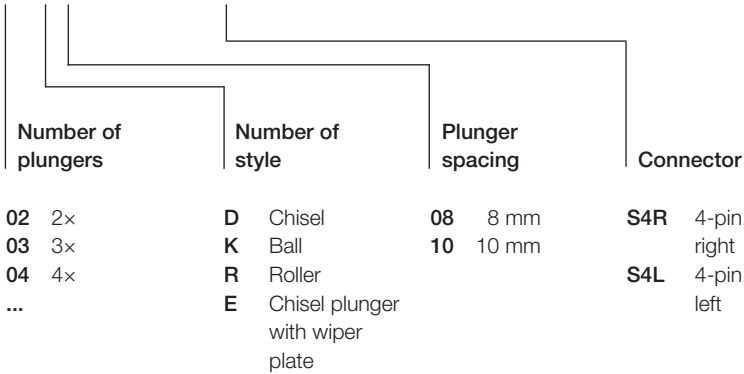 Number of plungers
02 2×
03 3×
04 4×
...
Number of style
D Chisel
K Ball
R Roller
E Chisel plunger
with wiper
plate
Plunger spacing
08 8 mm
10 10 mm
Connector
S4R 4-pin
right
S4L 4-pin
left